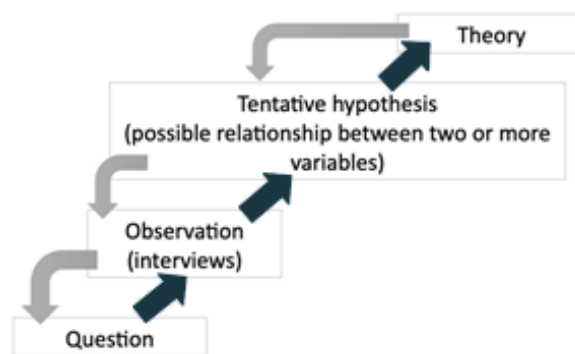 Theory
Tentative hypothesis
(possible relationship between two or more
variables)
Observation
(interviews)
Question